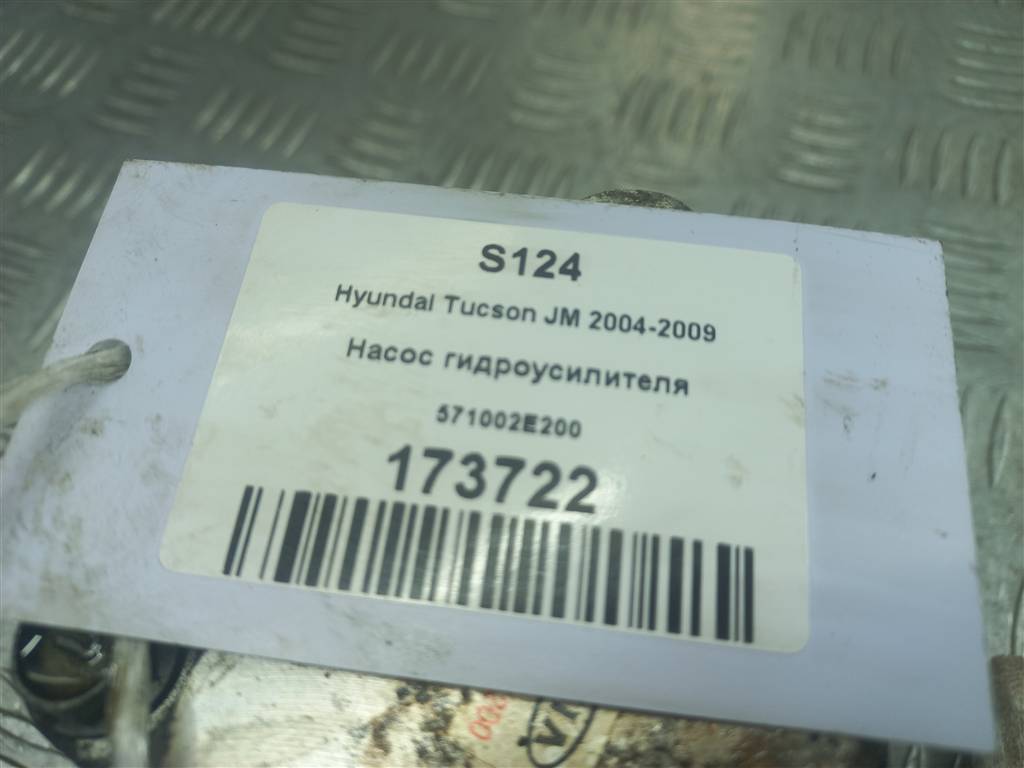 S124
Hyundai Tucson JM 2004-2009
Насос гидроусилителя
571002E200
173722